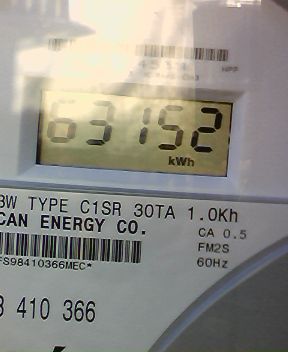 63152
kWh
3W TYPE C1SR 30TA 1.0Kh
CAN ENERGY CO.
CA 0.5
FM2S
FS98410366MEC*
60Hz
410 366